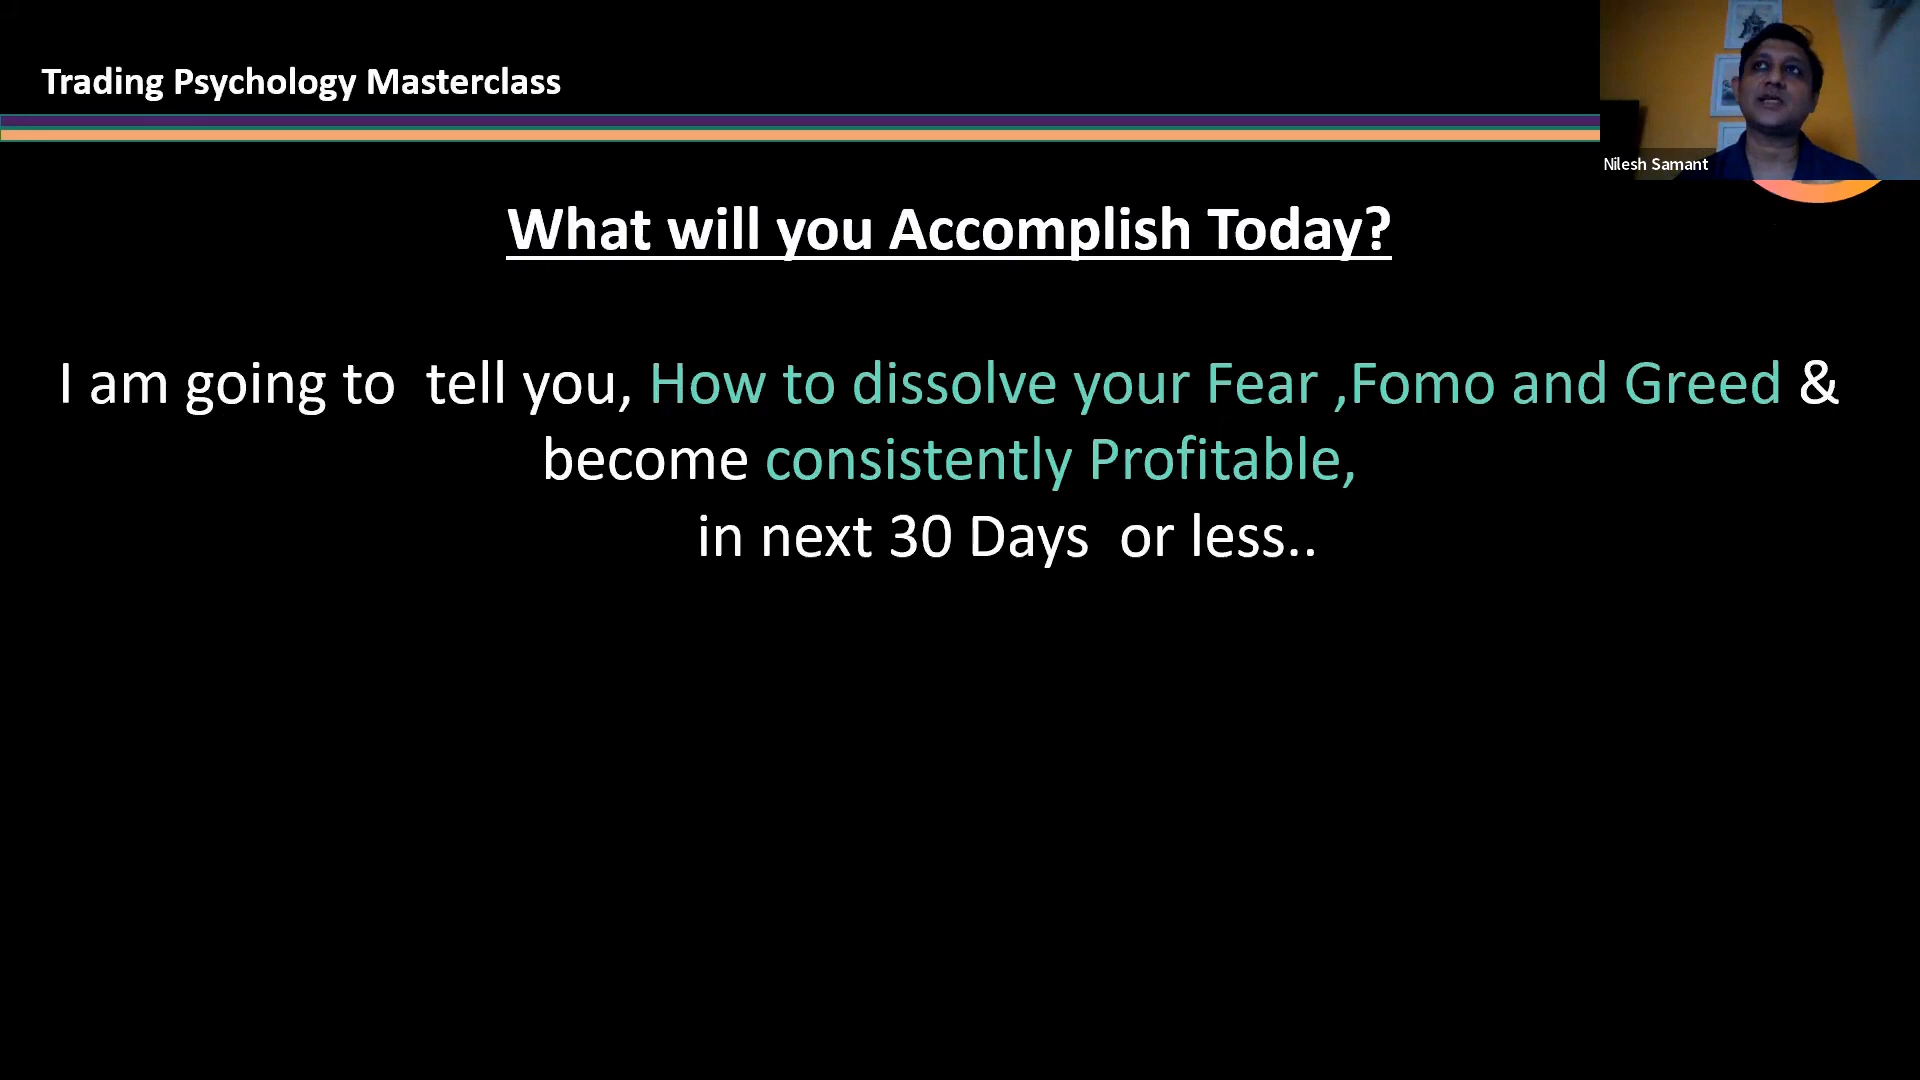 Trading Psychology Masterclass
Nilesh Samant
What will you Accomplish Today?
I am going to  tell you, How to dissolve your Fear ,Fomo and Greed &
become consistently Profitable,
in next 30 Days  or less..